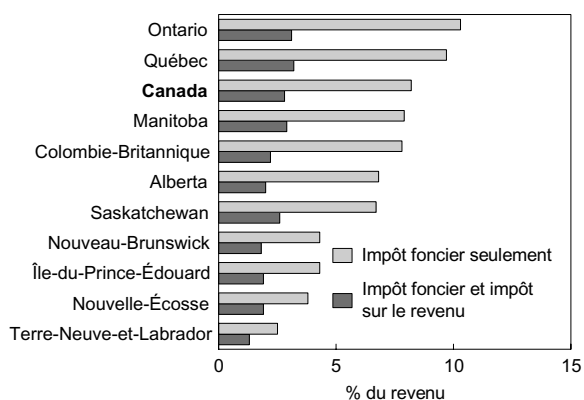 Ontario
Québec
Canada
Manitoba
Colombie-Britannique
Alberta
Saskatchewan
Nouveau-Brunswick
Île-du-Prince-Édouard
Nouvelle-Écosse
Terre-Neuve-et-Labrador
Impôt foncier seulement
Impôt foncier et impôt
sur le revenu
0 5 10 15
% du revenu